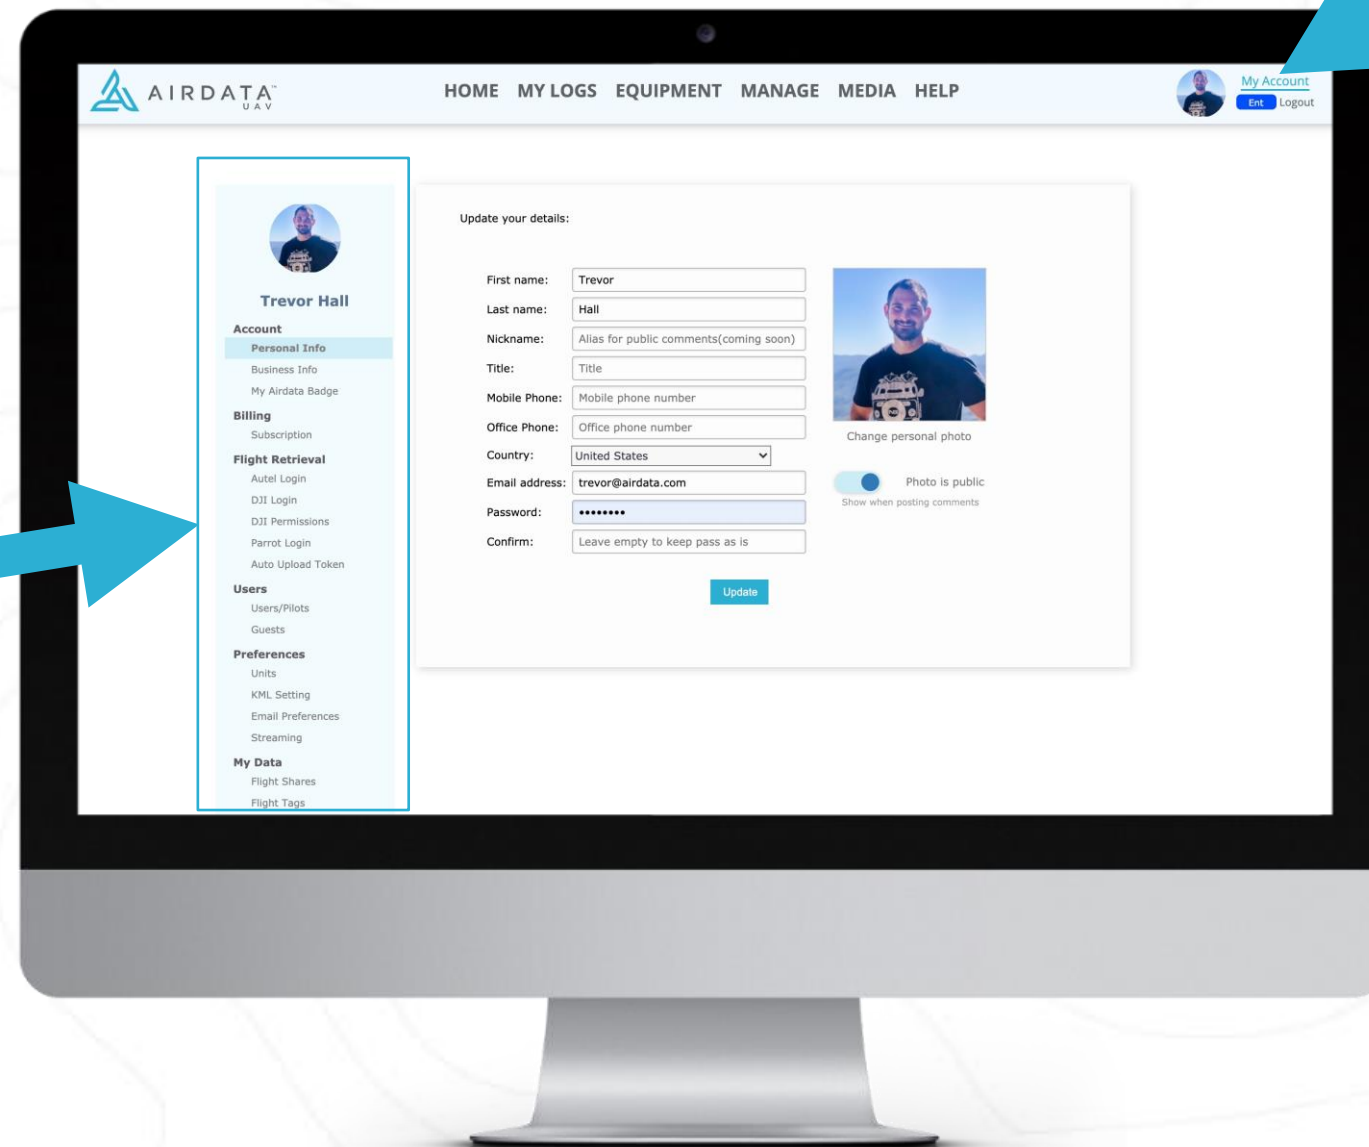 AIRDATA™
UAV
HOME MY LOGS EQUIPMENT MANAGE MEDIA HELP
My Account
Ent Logout
Trevor Hall
Account
Personal Info
Business Info
My Airdata Badge
Billing
Subscription
Flight Retrieval
Autel Login
DJI Login
DJI Permissions
Parrot Login
Auto Upload Token
Users
Users/Pilots
Guests
Preferences
Units
KML Setting
Email Preferences
Streaming
My Data
Flight Shares
Flight Tags
Update your details:
First name: Trevor
Last name: Hall
Nickname: Alias for public comments(coming soon)
Title: Title
Mobile Phone: Mobile phone number
Office Phone: Office phone number
Country: United States
Email address: trevor@airdata.com
Password: ••••••••
Confirm: Leave empty to keep pass as is
Update
Change personal photo
Photo is public
Show when posting comments